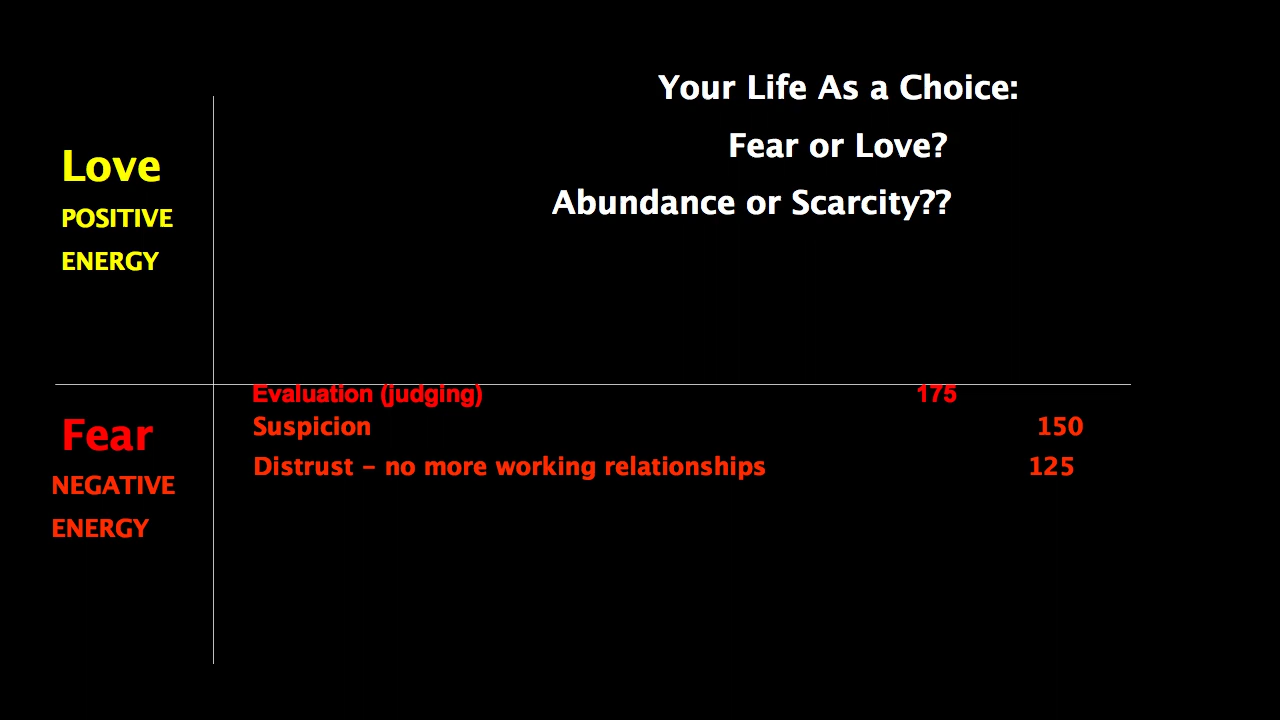 Your Life As a Choice:
Fear or Love?
Abundance or Scarcity??
Love
POSITIVE
ENERGY
Evaluation (judging) 175
Suspicion 150
Distrust – no more working relationships 125
Fear
NEGATIVE
ENERGY